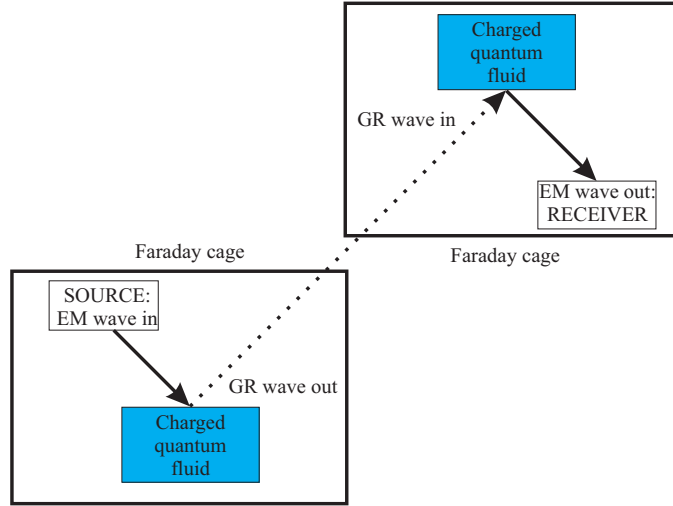 Charged
quantum
fluid
GR wave in
EM wave out:
RECEIVER
Faraday cage
Faraday cage
SOURCE:
EM wave in
GR wave out
Charged
quantum
fluid